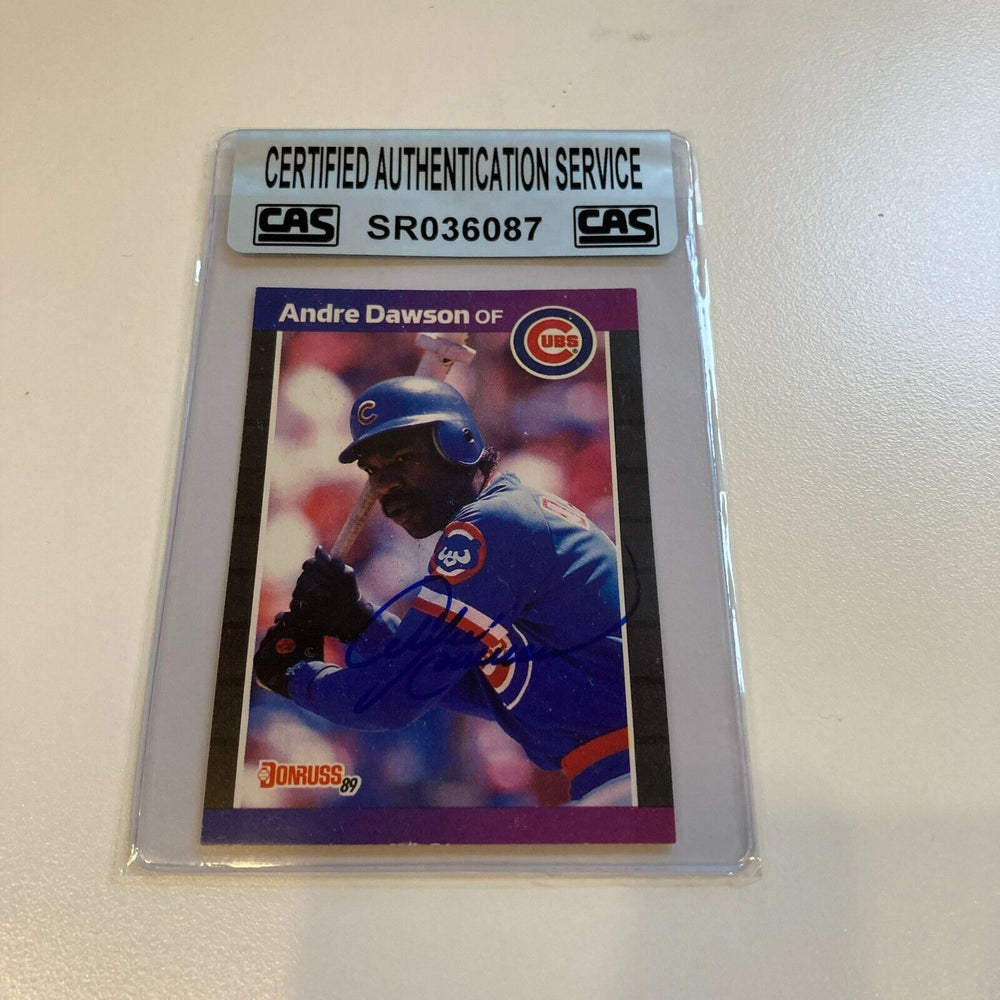 CERTIFIED AUTHENTICATION SERVICE
CAS SR036087 CAS
Andre Dawson OF
CUBS
C
DONRUSS 89